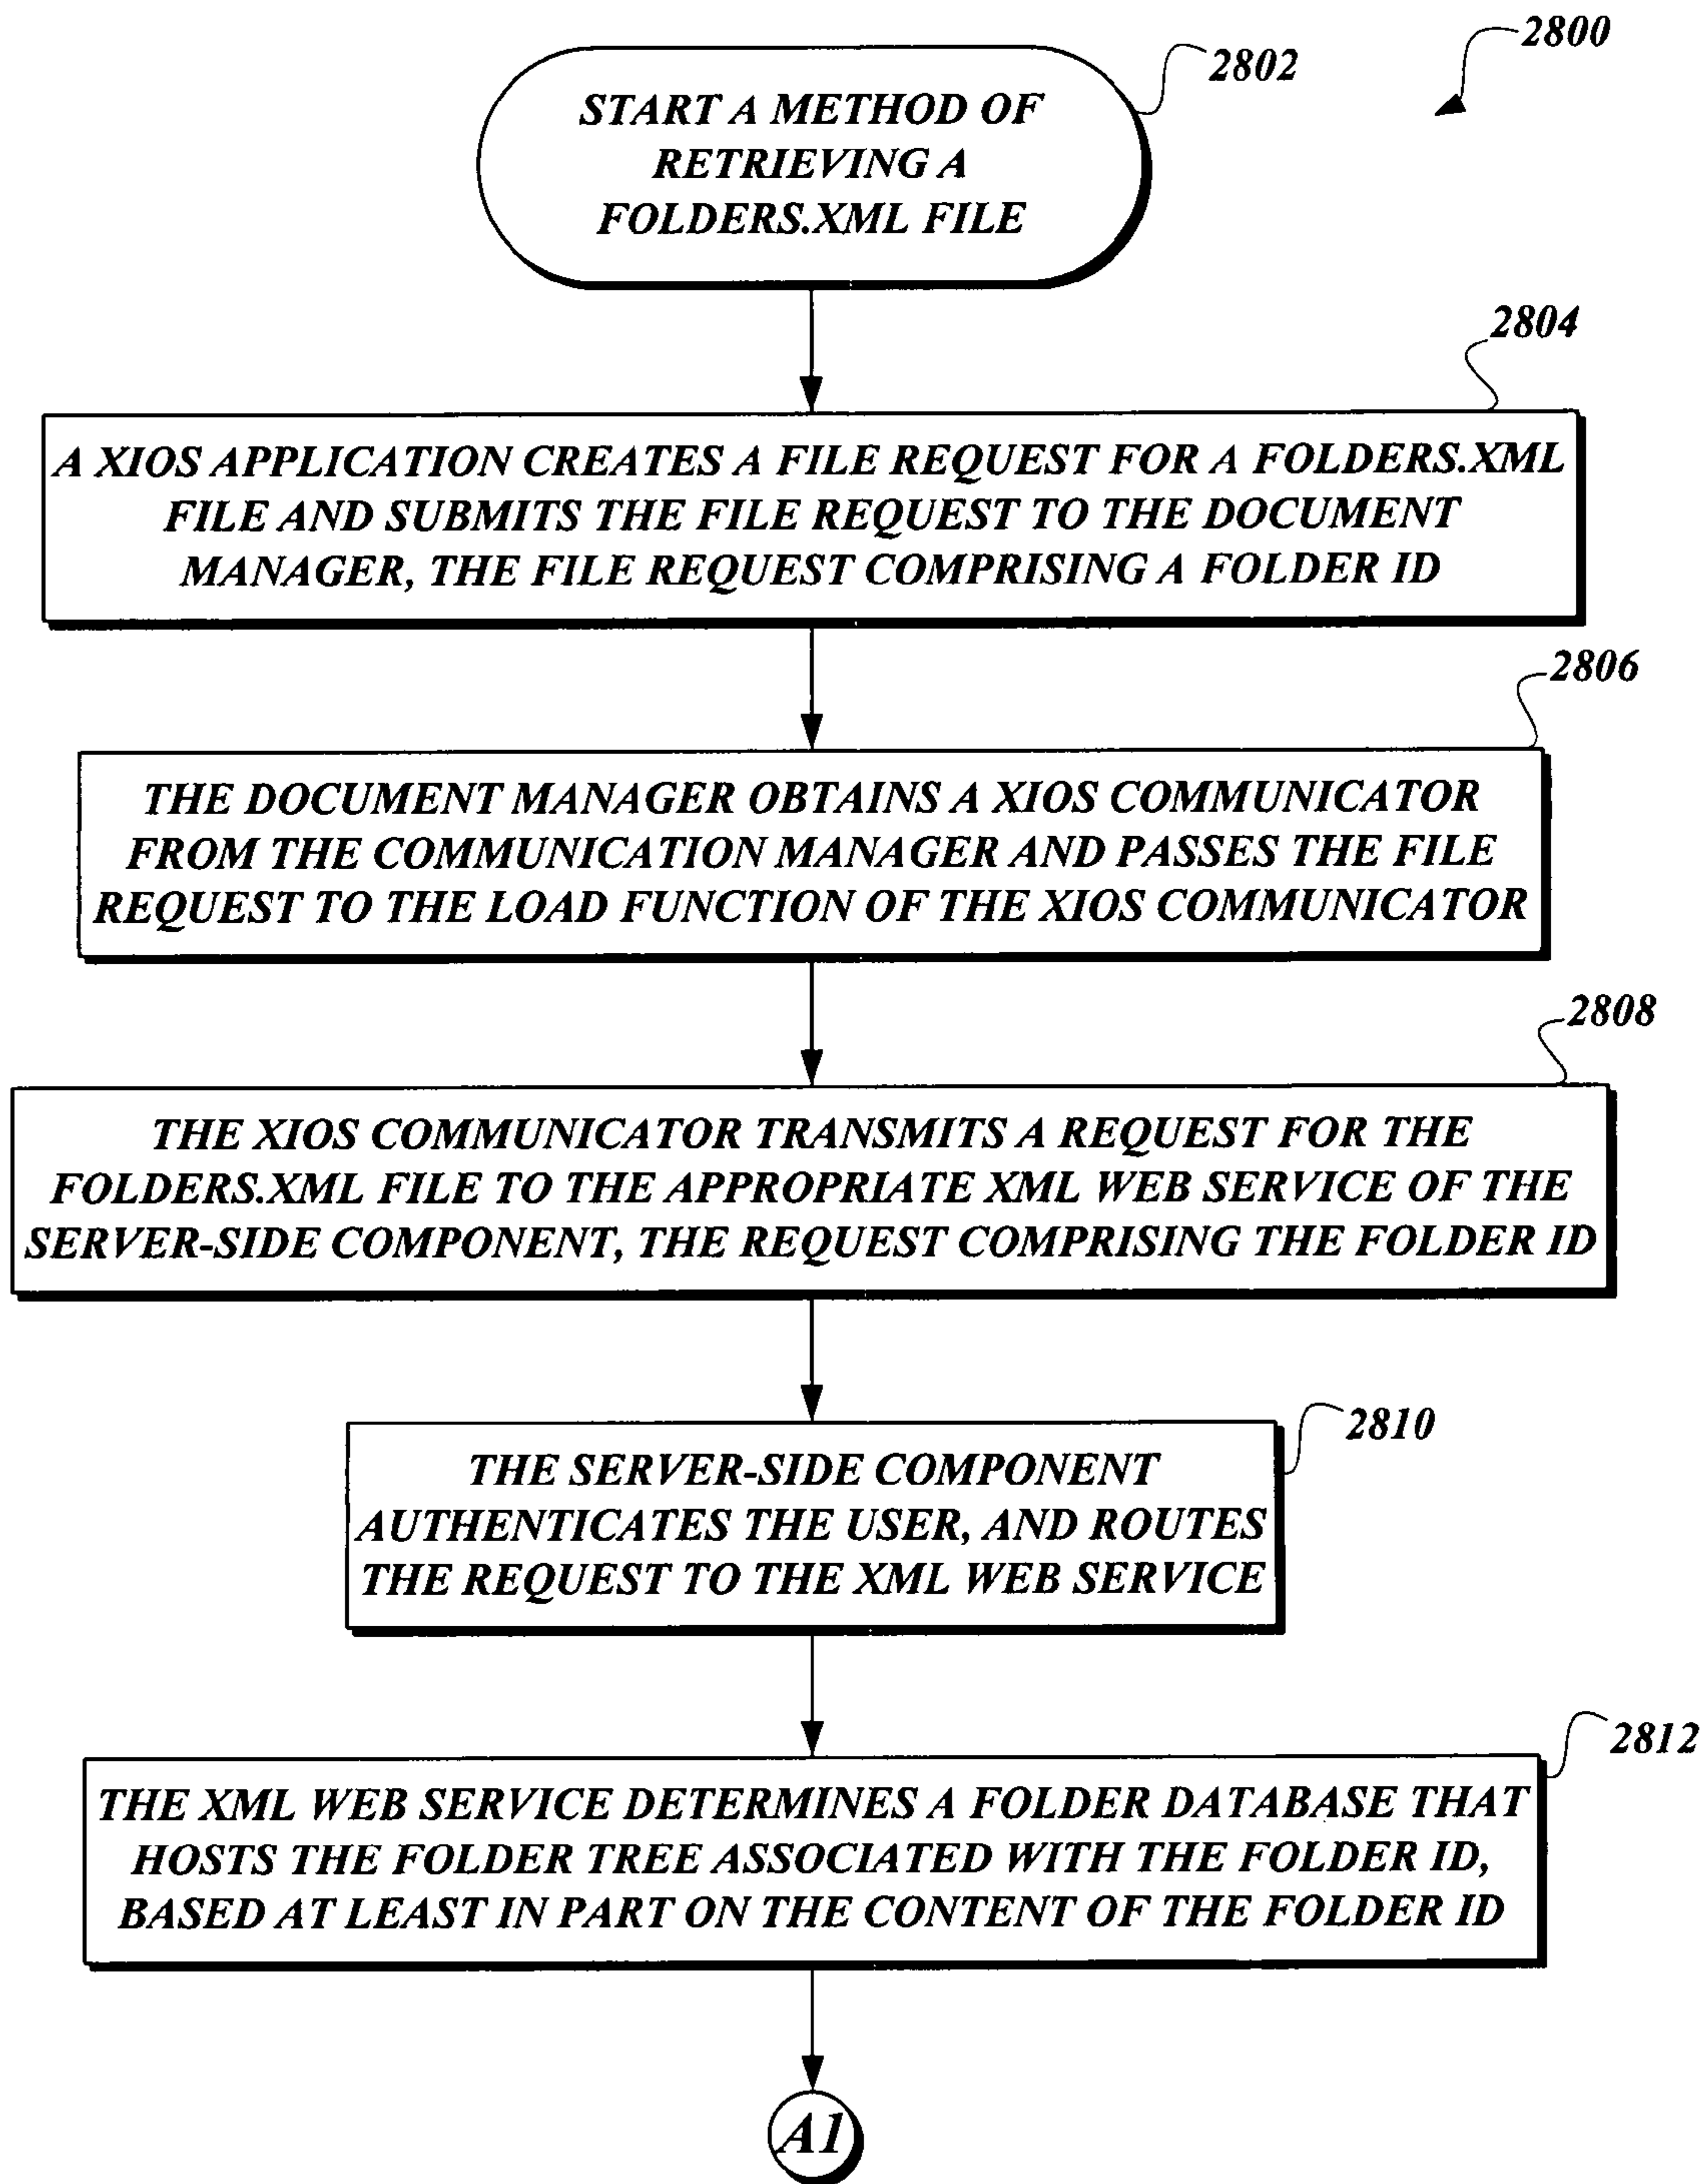 2800
2802
START A METHOD OF
RETRIEVING A
FOLDERS.XML FILE
2804
A XIOS APPLICATION CREATES A FILE REQUEST FOR A FOLDERS.XML
FILE AND SUBMITS THE FILE REQUEST TO THE DOCUMENT
MANAGER, THE FILE REQUEST COMPRISING A FOLDER ID
2806
THE DOCUMENT MANAGER OBTAINS A XIOS COMMUNICATOR
FROM THE COMMUNICATION MANAGER AND PASSES THE FILE
REQUEST TO THE LOAD FUNCTION OF THE XIOS COMMUNICATOR
2808
THE XIOS COMMUNICATOR TRANSMITS A REQUEST FOR THE
FOLDERS.XML FILE TO THE APPROPRIATE XML WEB SERVICE OF THE
SERVER-SIDE COMPONENT, THE REQUEST COMPRISING THE FOLDER ID
2810
THE SERVER-SIDE COMPONENT
AUTHENTICATES THE USER, AND ROUTES
THE REQUEST TO THE XML WEB SERVICE
2812
THE XML WEB SERVICE DETERMINES A FOLDER DATABASE THAT
HOSTS THE FOLDER TREE ASSOCIATED WITH THE FOLDER ID,
BASED AT LEAST IN PART ON THE CONTENT OF THE FOLDER ID
A1